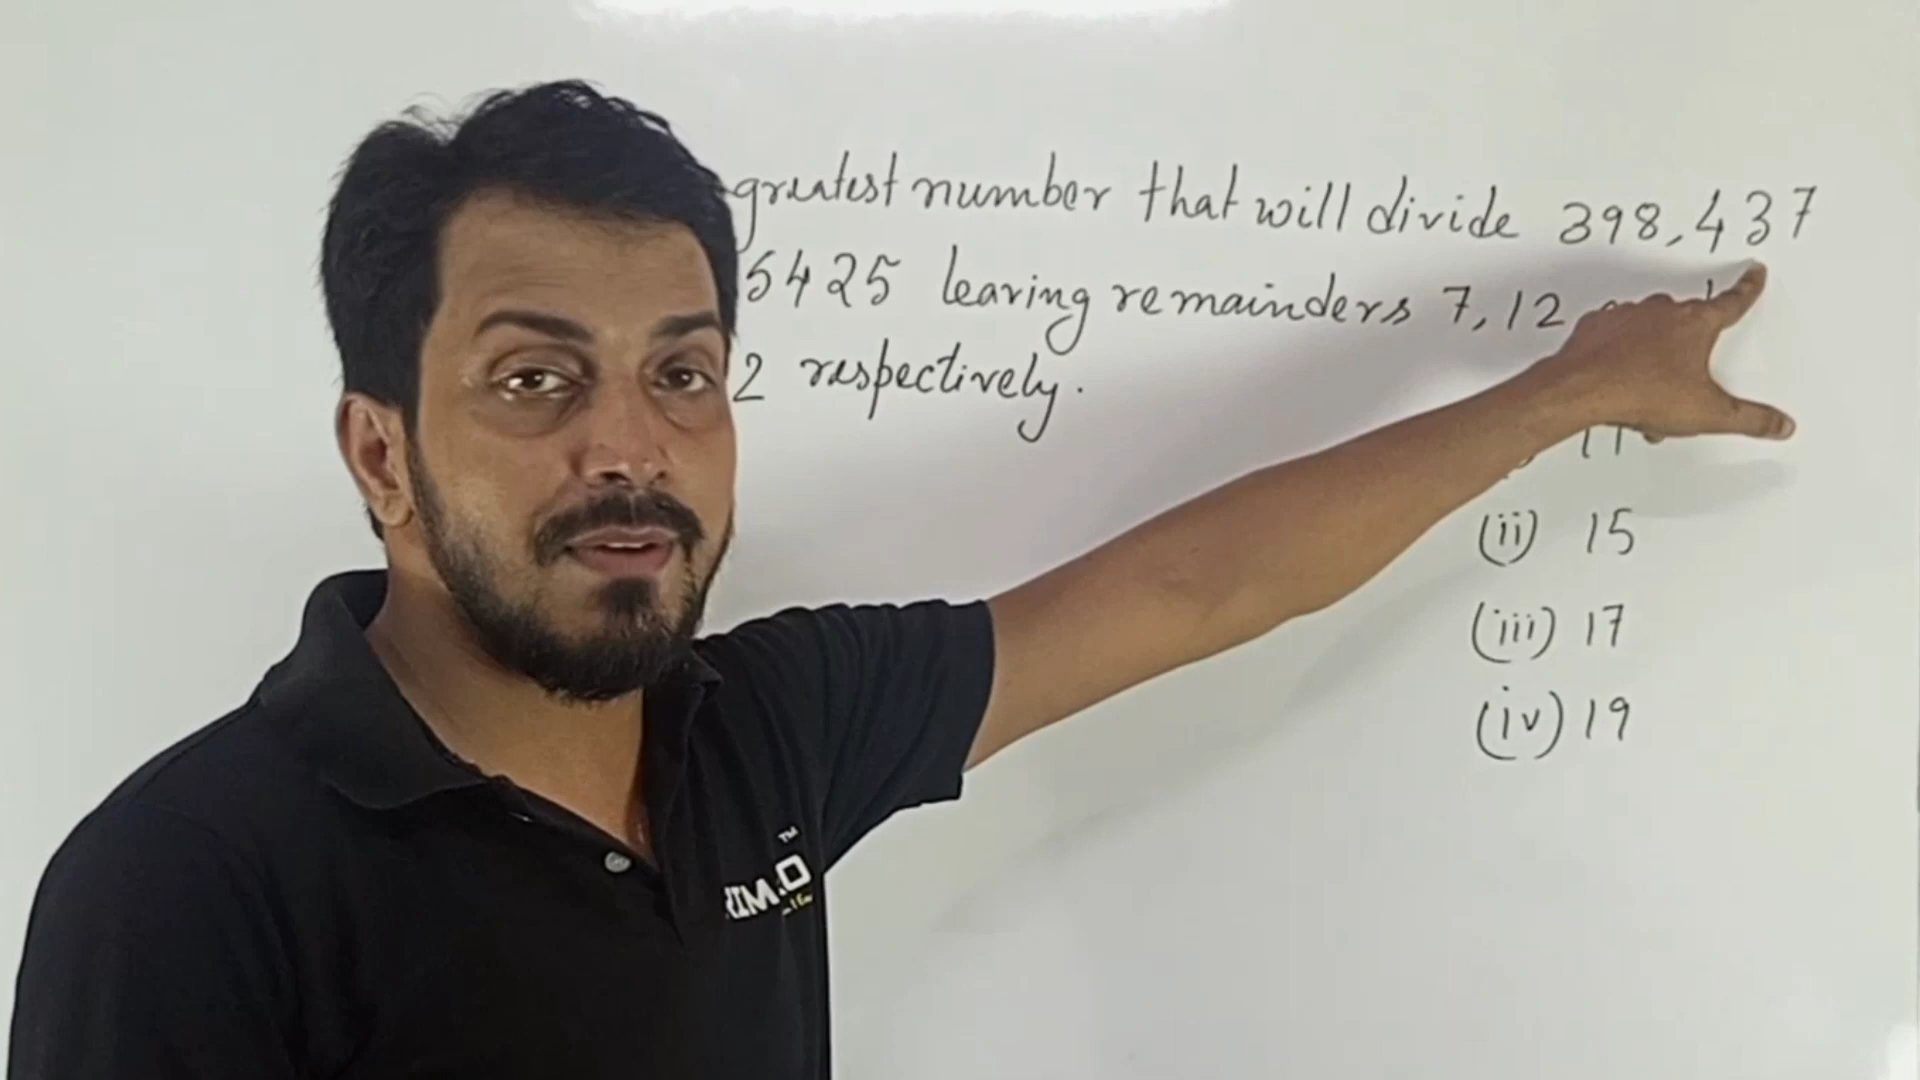 greatest number that will divide 398,437
5425 leaving remainders 7,12
2 respectively.
(ii) 15
(iii) 17
(iv) 19
TM